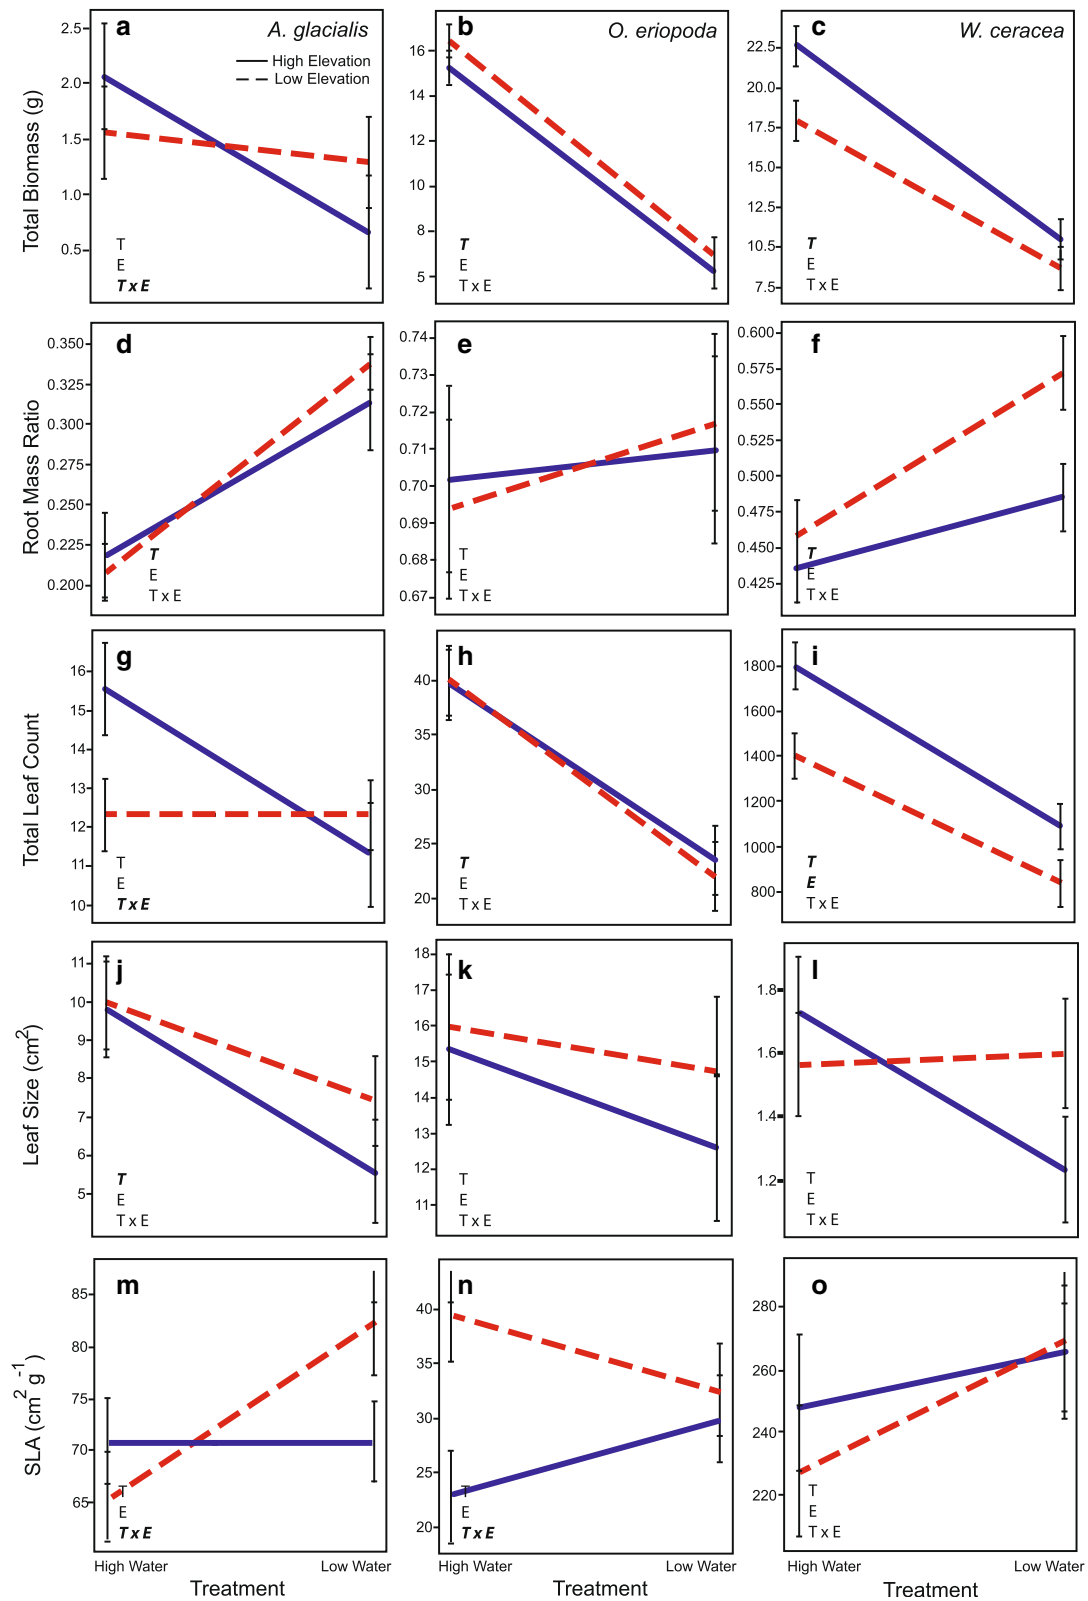 a
A. glacialis
High Elevation
Low Elevation
2.5
2.0
1.5
1.0
0.5
Total Biomass (g)
T
E
T x E
b
O. eriopoda
16
14
12
10
8
5
T
E
T x E
c
W. ceracea
22.5
20.0
17.5
15.0
12.5
10.5
7.5
T
E
T x E
d
0.350
0.325
0.300
0.275
0.250
0.225
0.200
Root Mass Ratio
T
E
T x E
e
0.74
0.73
0.72
0.71
0.70
0.69
0.68
0.67
T
E
T x E
f
0.600
0.575
0.550
0.525
0.500
0.475
0.450
0.425
T
E
T x E
g
16
15
14
13
12
11
10
Total Leaf Count
T
E
T x E
h
40
35
30
25
20
T
E
T x E
i
1800
1600
1400
1200
1000
800
T
E
T x E
j
11
10
9
8
7
6
5
Leaf Size (cm²)
T
E
T x E
k
18
17
16
15
14
13
12
11
T
E
T x E
l
1.8
1.6
1.4
1.2
T
E
T x E
m
85
80
75
70
65
SLA (cm² g⁻¹)
T
E
T x E
n
40
35
30
25
20
T
E
T x E
o
280
260
240
220
T
E
T x E
High Water
Low Water
Treatment
High Water
Low Water
Treatment
High Water
Low Water
Treatment